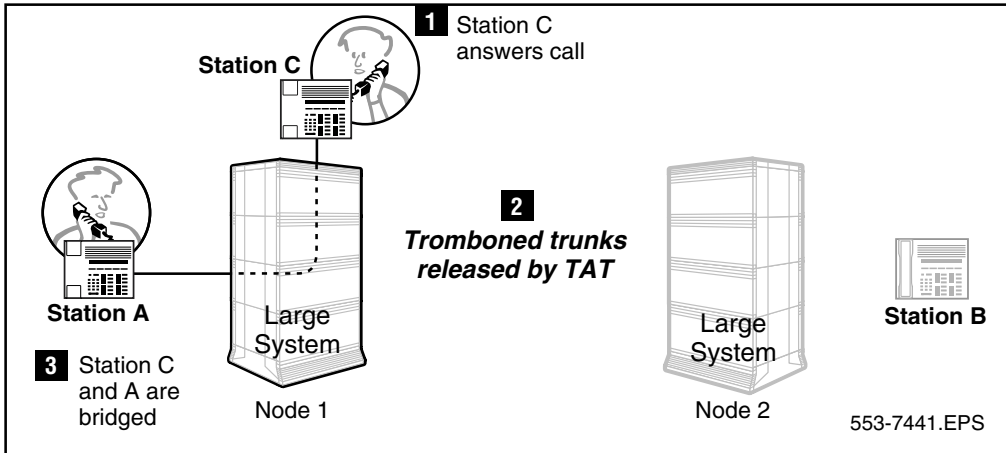 1 Station C
answers call
Station C
2
Tromboned trunks
released by TAT
Station A
Large
System
Large
System
Station B
3 Station C
and A are
bridged
Node 1
Node 2
553-7441.EPS